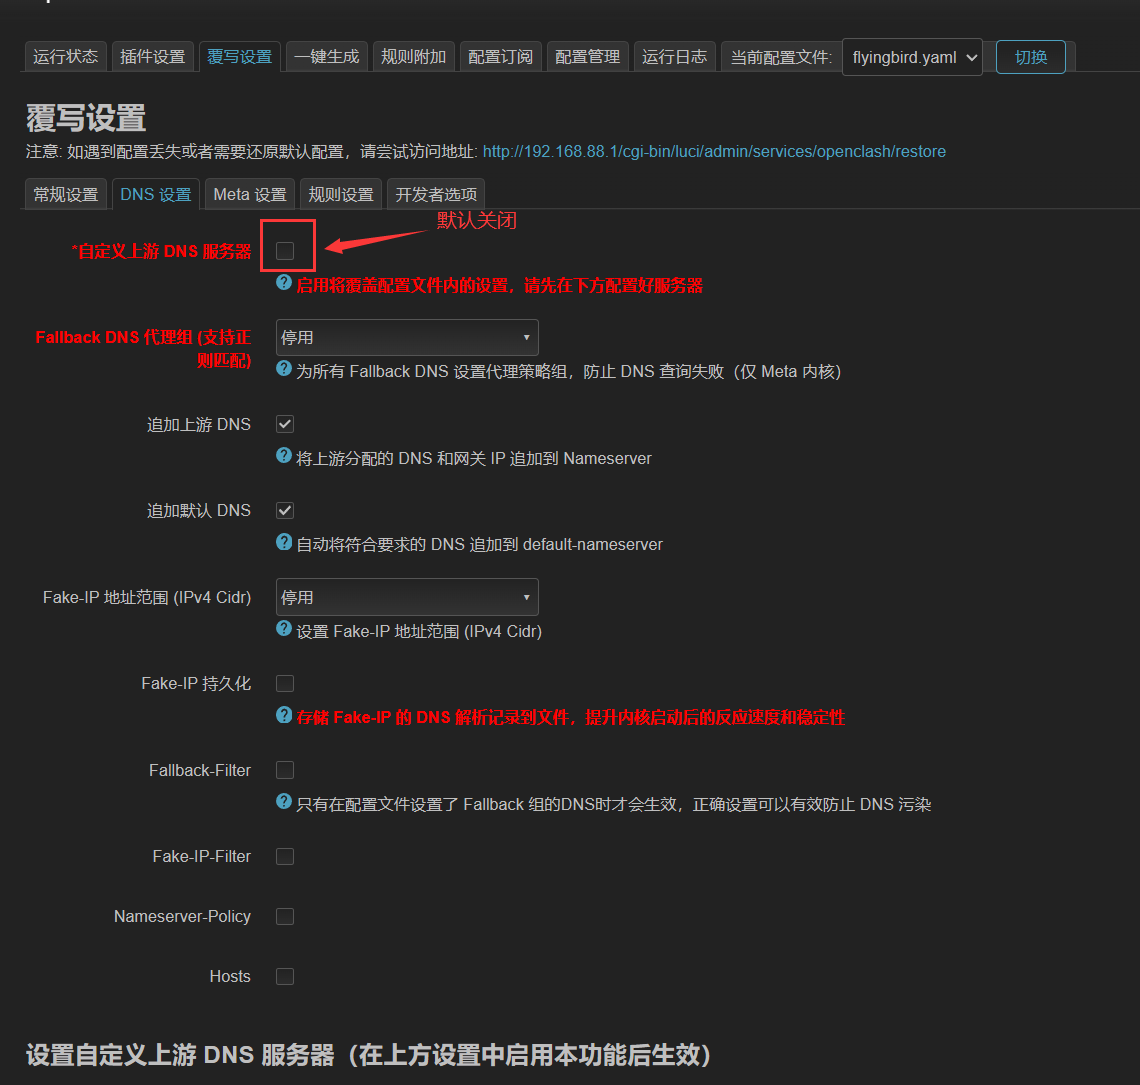 运行状态 插件设置 覆写设置 一键生成 规则附加 配置订阅 配置管理 运行日志 当前配置文件: flyingbird.yaml 切换
覆写设置
注意: 如遇到配置丢失或者需要还原默认配置，请尝试访问地址: http://192.168.88.1/cgi-bin/luci/admin/services/openclash/restore
常规设置 DNS 设置 Meta 设置 规则设置 开发者选项
默认关闭
*自定义上游 DNS 服务器
启用将覆盖配置文件内的设置，请先在下方配置好服务器
Fallback DNS 代理组 (支持正
则匹配)
停用
为所有 Fallback DNS 设置代理策略组，防止 DNS 查询失败（仅 Meta 内核）
追加上游 DNS
将上游分配的 DNS 和网关 IP 追加到 Nameserver
追加默认 DNS
自动将符合要求的 DNS 追加到 default-nameserver
Fake-IP 地址范围 (IPv4 Cidr) 停用
设置 Fake-IP 地址范围 (IPv4 Cidr)
Fake-IP 持久化
存储 Fake-IP 的 DNS 解析记录到文件，提升内核启动后的反应速度和稳定性
Fallback-Filter
只有在配置文件设置了 Fallback 组的DNS时才会生效，正确设置可以有效防止 DNS 污染
Fake-IP-Filter
Nameserver-Policy
Hosts
设置自定义上游 DNS 服务器（在上方设置中启用本功能后生效）